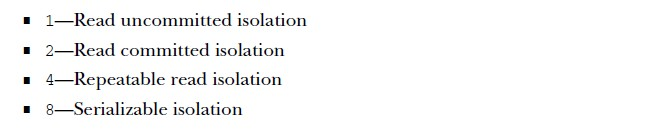 ▪ 1—Read uncommitted isolation
▪ 2—Read committed isolation
▪ 4—Repeatable read isolation
▪ 8—Serializable isolation